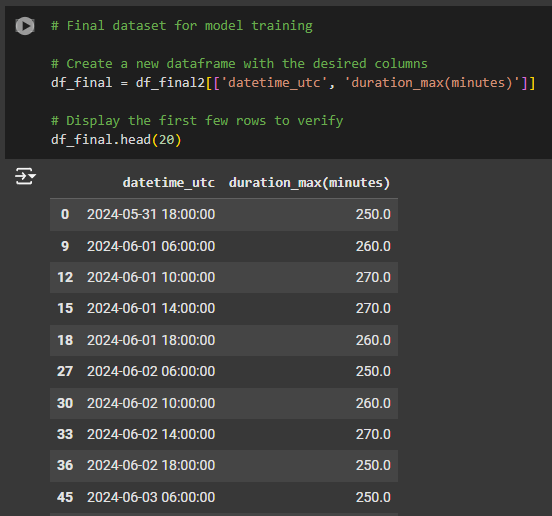 # Final dataset for model training
# Create a new dataframe with the desired columns
df_final = df_final2[['datetime_utc', 'duration_max(minutes)']]
# Display the first few rows to verify
df_final.head(20)
datetime_utc duration_max(minutes)
0 2024-05-31 18:00:00 250.0
9 2024-06-01 06:00:00 260.0
12 2024-06-01 10:00:00 270.0
15 2024-06-01 14:00:00 270.0
18 2024-06-01 18:00:00 260.0
27 2024-06-02 06:00:00 250.0
30 2024-06-02 10:00:00 260.0
33 2024-06-02 14:00:00 270.0
36 2024-06-02 18:00:00 250.0
45 2024-06-03 06:00:00 250.0